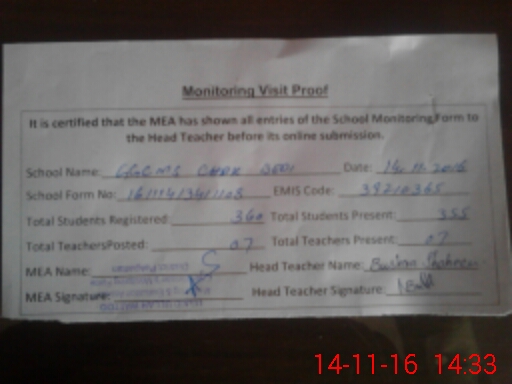 Monitoring Visit Proof
It is certified that the MEA has shown all entries of the School Monitoring Form to
the Head Teacher before its online submission.
School Name: Date: 14-11-2016
School Form No: EMIS Code: 38210365
Total Students Registered: 360 Total Students Present: 355
Total TeachersPosted: 07 Total Teachers Present: 07
MEA Name: Head Teacher Name: Bushra
MEA Signature: Head Teacher Signature:
14-11-16 14:33